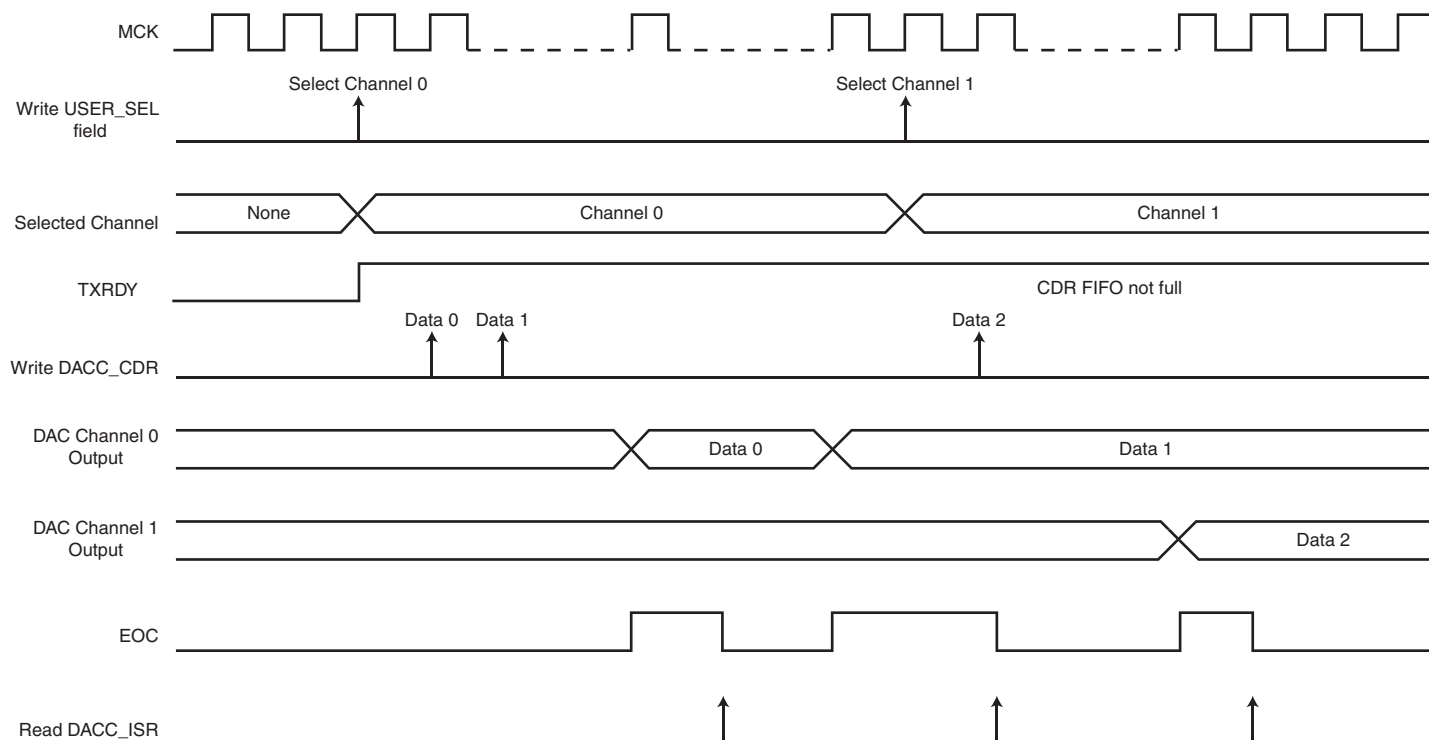 MCK
Select Channel 0
Select Channel 1
Write USER_SEL
field
None
Channel 0
Channel 1
Selected Channel
TXRDY
CDR FIFO not full
Data 0
Data 1
Data 2
Write DACC_CDR
DAC Channel 0
Output
Data 0
Data 1
DAC Channel 1
Output
Data 2
EOC
Read DACC_ISR